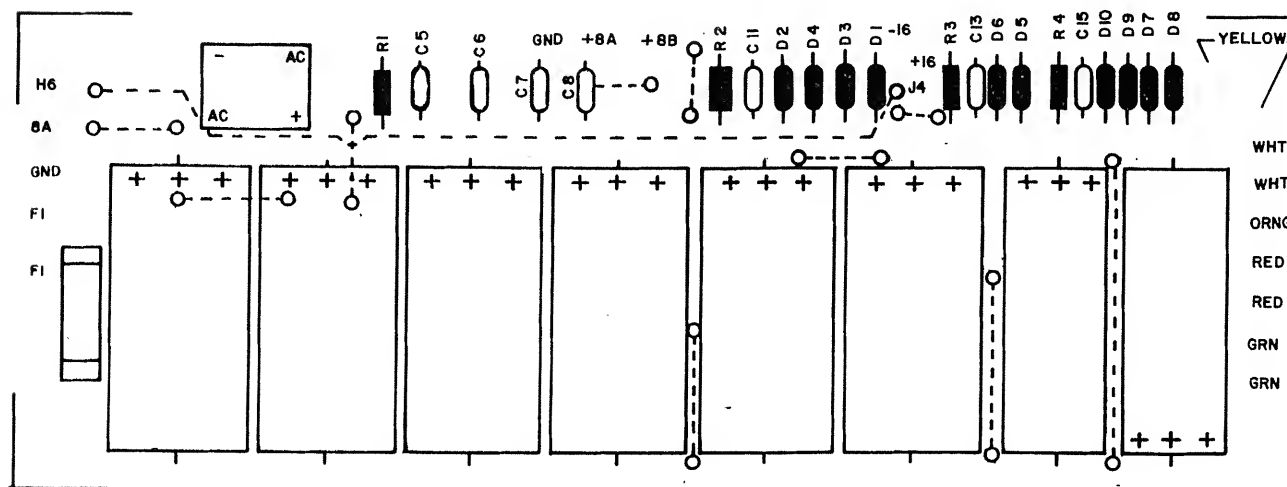 R1
C5
C6
GND
C7
+8A
C8
+8B
R2
C11
D2
D4
D3
D1
-16
+16
J4
R3
C13
D6
D5
R4
C15
D10
D9
D7
D8
YELLOW
- AC
AC +
H6
8A
GND
F1
F1
+ + +
+ + +
+ + +
+ + +
+ + +
+ + +
+ + +
+ + +
WHT
WHT
ORNG
RED
RED
GRN
GRN